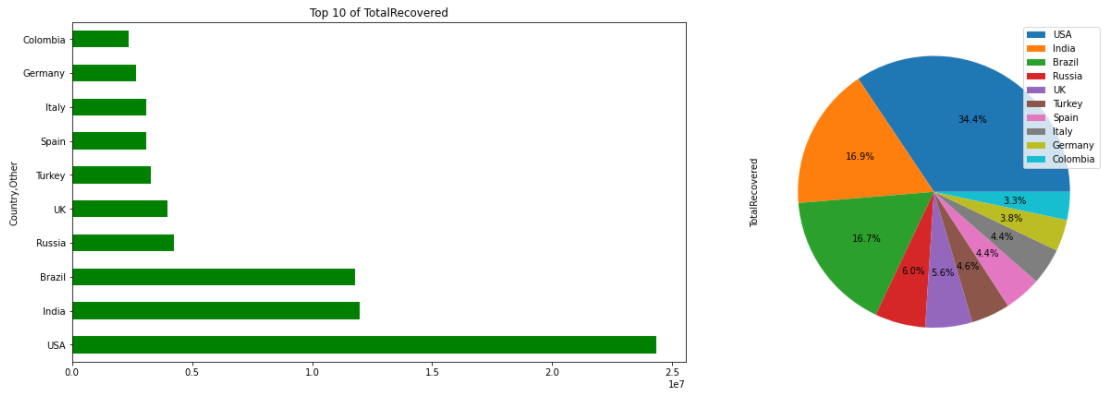 Top 10 of TotalRecovered
Country,Other
Colombia
Germany
Italy
Spain
Turkey
UK
Russia
Brazil
India
USA
0.0 0.5 1.0 1.5 2.0 2.5
1e7
TotalRecovered
USA
India
Brazil
Russia
UK
Turkey
Spain
Italy
Germany
Colombia
34.4%
16.9%
16.7%
6.0%
5.6%
4.6%
4.4%
4.4%
3.8%
3.3%